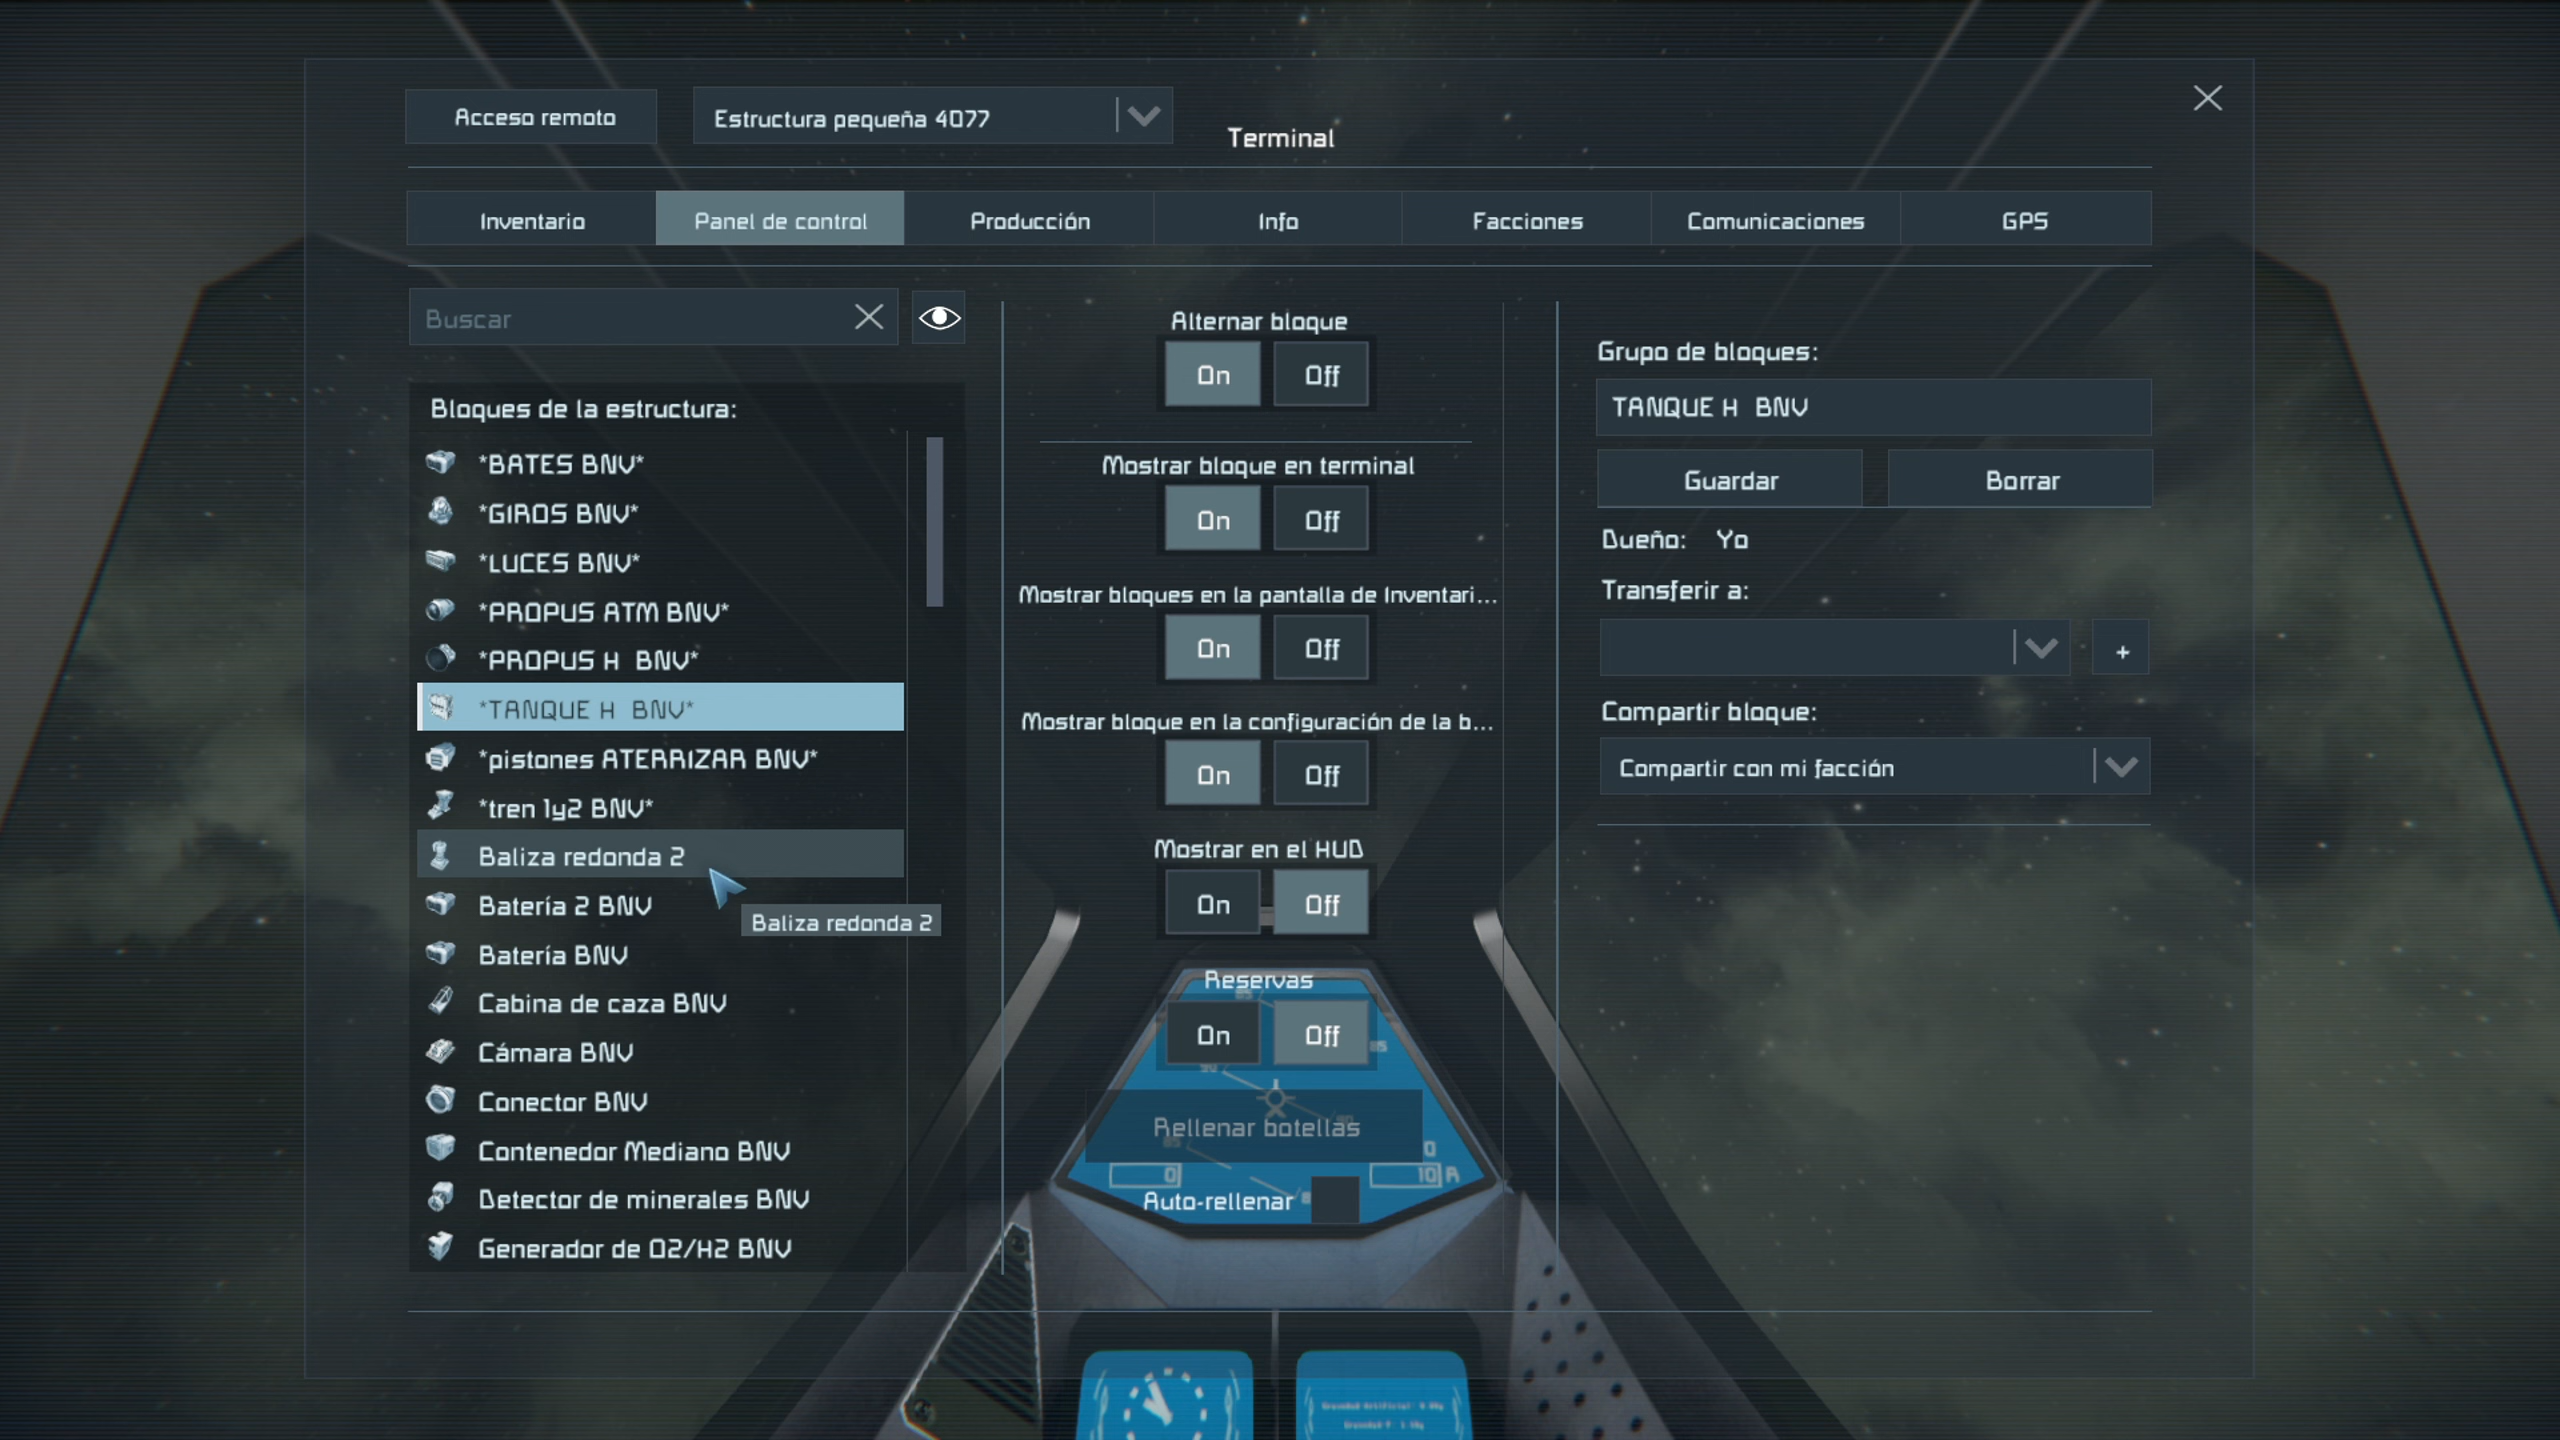 Acceso remoto
Estructura pequeña 4077
Terminal
Inventario
Panel de control
Producción
Info
Facciones
Comunicaciones
GPS
Buscar
Bloques de la estructura:
*BATES BNV*
*GIROS BNV*
*LUCES BNV*
*PROPUS ATM BNV*
*PROPUS H  BNV*
*TANQUE H  BNV*
*pistones ATERRIZAR BNV*
*tren 1y2 BNV*
Baliza redonda 2
Baliza redonda 2
Batería 2 BNV
Batería BNV
Cabina de caza BNV
Cámara BNV
Conector BNV
Contenedor Mediano BNV
Detector de minerales BNV
Generador de O2/H2 BNV
Alternar bloque
On Off
Mostrar bloque en terminal
On Off
Mostrar bloques en la pantalla de Inventari...
On Off
Mostrar bloque en la configuración de la b...
On Off
Mostrar en el HUD
On Off
Reservas
On Off
Rellenar botellas
Auto-rellenar
Grupo de bloques:
TANQUE H  BNV
Guardar
Borrar
Dueño: Yo
Transferir a:
+
Compartir bloque:
Compartir con mi facción